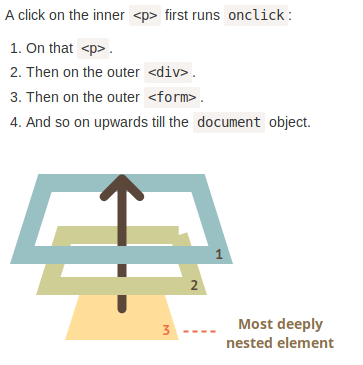 A click on the inner <p> first runs onclick:
1. On that <p>.
2. Then on the outer <div>.
3. Then on the outer <form>.
4. And so on upwards till the document object.
1
2
3
Most deeply
nested element